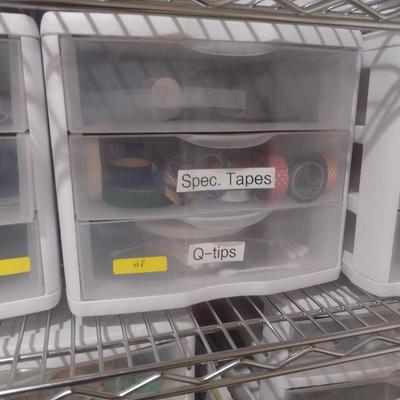 Spec. Tapes
Q-tips
#8